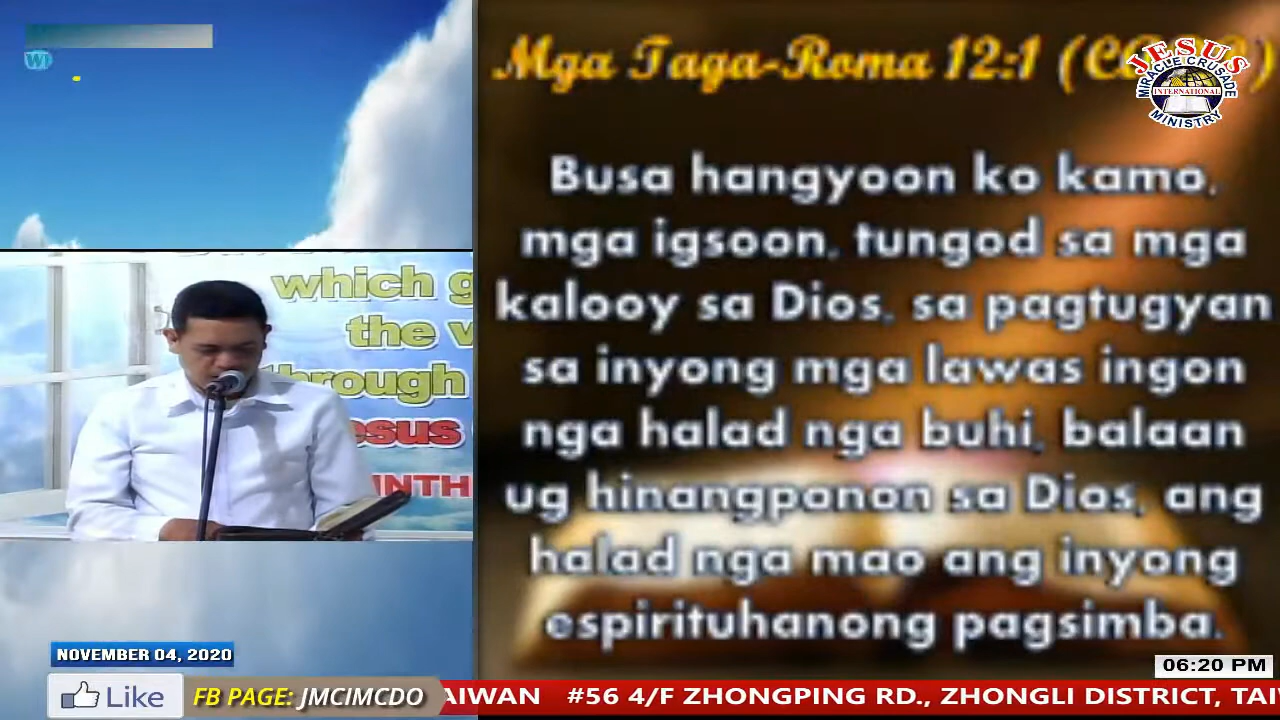 Mga Taga-Roma 12:1
JESUS
MIRACLE CRUSADE
INTERNATIONAL
MINISTRY
Busa hangyoon ko kamo,
mga igsoon, tungod sa mga
kalooy sa Dios, sa pagtugyan
sa inyong mga lawas ingon
nga halad nga buhi, balaan
ug hinangponon sa Dios, ang
halad nga mao ang inyong
espirituhanong pagsimba.
which g
the w
through
esus
INTH
NOVEMBER 04, 2020
06:20 PM
Like
FB PAGE: JMCIMCDO
AIWAN #56 4/F ZHONGPING RD., ZHONGLI DISTRICT, TAI